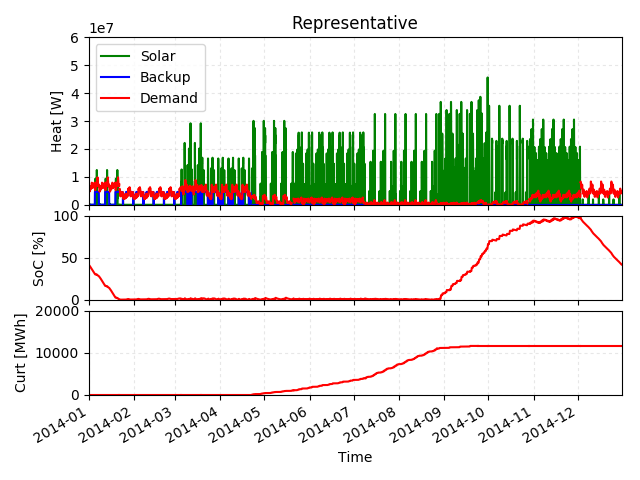 Representative
1e7
6
5
4
3
2
1
0
Heat [W]
Solar
Backup
Demand
100
50
0
SoC [%]
20000
10000
0
Curt [MWh]
2014-01
2014-02
2014-03
2014-04
2014-05
2014-06
2014-07
2014-08
2014-09
2014-10
2014-11
2014-12
Time